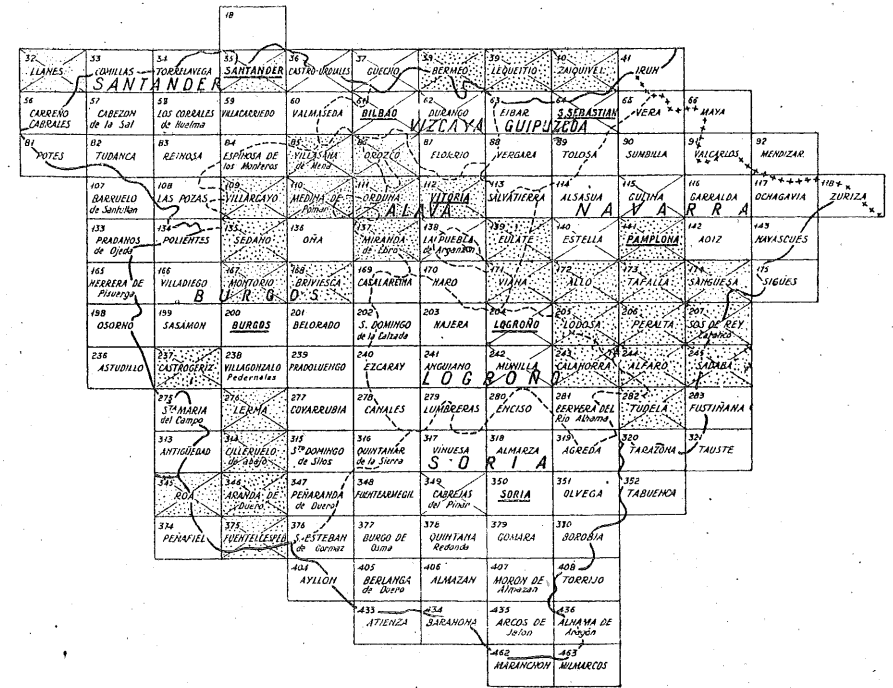 18
32 33 34 35 36 37 38 39 40 41
LLANES COMILLAS TORRELAVEGA SANTANDER CASTRO-URDIALES GUECHO BERMEO LEQUEITIO ZAIQUIVEL IRUN
SANTANDER
56 57 58 59 60 61 62 63 64 65 66
CARREÑO CABEZON LOS CORRALES VILLACARRIEDO VALMASEDA BILBAO DURANGO EIBAR S.SEBASTIAN VERA MAYA
CABRALES de la Sal de Huelma
VIZCAYA GUIPUZCOA
81 82 83 84 85 86 87 88 89 90 91 92
POTES TUDANCA REINOSA ESPINOSA DE VILLASANA OROZCO ELORRIO VERGARA TOLOSA SUMBILLA VALCARLOS MENDIZAR.
los Monteros de Mena
107 108 109 110 111 112 113 114 115 116 117 118
BARRUELO LAS ROZAS VILLARCAYO MEDINA DE ORDUÑA VITORIA SALVATIERRA ALSASUA GULINA GARRALDA OCHAGAVIA ZURIZA
de Santullan Pomar
ALAVA NAVARRA
133 134 135 136 137 138 139 140 141 142 143
PRADANOS POLIENTES SEDANO OÑA MIRANDA LA PUEBLA EULATE ESTELLA PAMPLONA AOIZ NAVASCUES
de Ojeda de Ebro de Arganzon
165 166 167 168 169 170 171 172 173 174 175
HERRERA DE VILLADIEGO MONTORIO BRIVIESCA CASALAREINA HARO VIANA ALLO TAFALLA SANGÜESA SIGÜES
Pisuerga
BURGOS
198 199 200 201 202 203 204 205 206 207
OSORNO SASAMON BURGOS BELORADO S. DOMINGO NAJERA LOGROÑO LODOSA PERALTA SOS DE REY
de la Calzada Catolico
236 237 238 239 240 241 242 243 244 245
ASTUDILLO CASTROGERIZ VILLAGONZALO PRADOLUENGO EZCARAY ANGUIANO MUNILLA CALAHORRA ALFARO SADABA
Pedernales
LOGROÑO
275 276 277 278 279 280 281 282 283
Sta MARIA LERMA COVARRUBIA CANALES LUMBRERAS ENCISO CERVERA DEL TUDELA FUSTIÑANA
del Campo Rio Alhama
313 314 315 316 317 318 319 320 321
ANTIGÜEDAD CILLERUELO Sto DOMINGO QUINTANAR VINUESA ALMARZA AGREDA TARAZONA TAUSTE
de abajo de Silos de la Sierra
SORIA
345 346 347 348 349 350 351 352
ROA ARANDA DE PEÑARANDA FUENTEARMEGIL CABREJAS SORIA OLVEGA TABUENCA
Duero de Duero del Pinar
374 375 376 377 378 379 380
PEÑAFIEL FUENTELCESPED S. ESTEBAN BURGO DE QUINTANA GOMARA BOROBIA
de Gormaz Osma Redonda
404 405 406 407 408
AYLLON BERLANGA ALMAZAN MORON DE TORRIJO
de Duero Almazan
433 434 435 436
ATIENZA BARAHONA ARCOS DE ALHAMA DE
Jalon Aragón
462 463
MARANCHON MILMARCOS